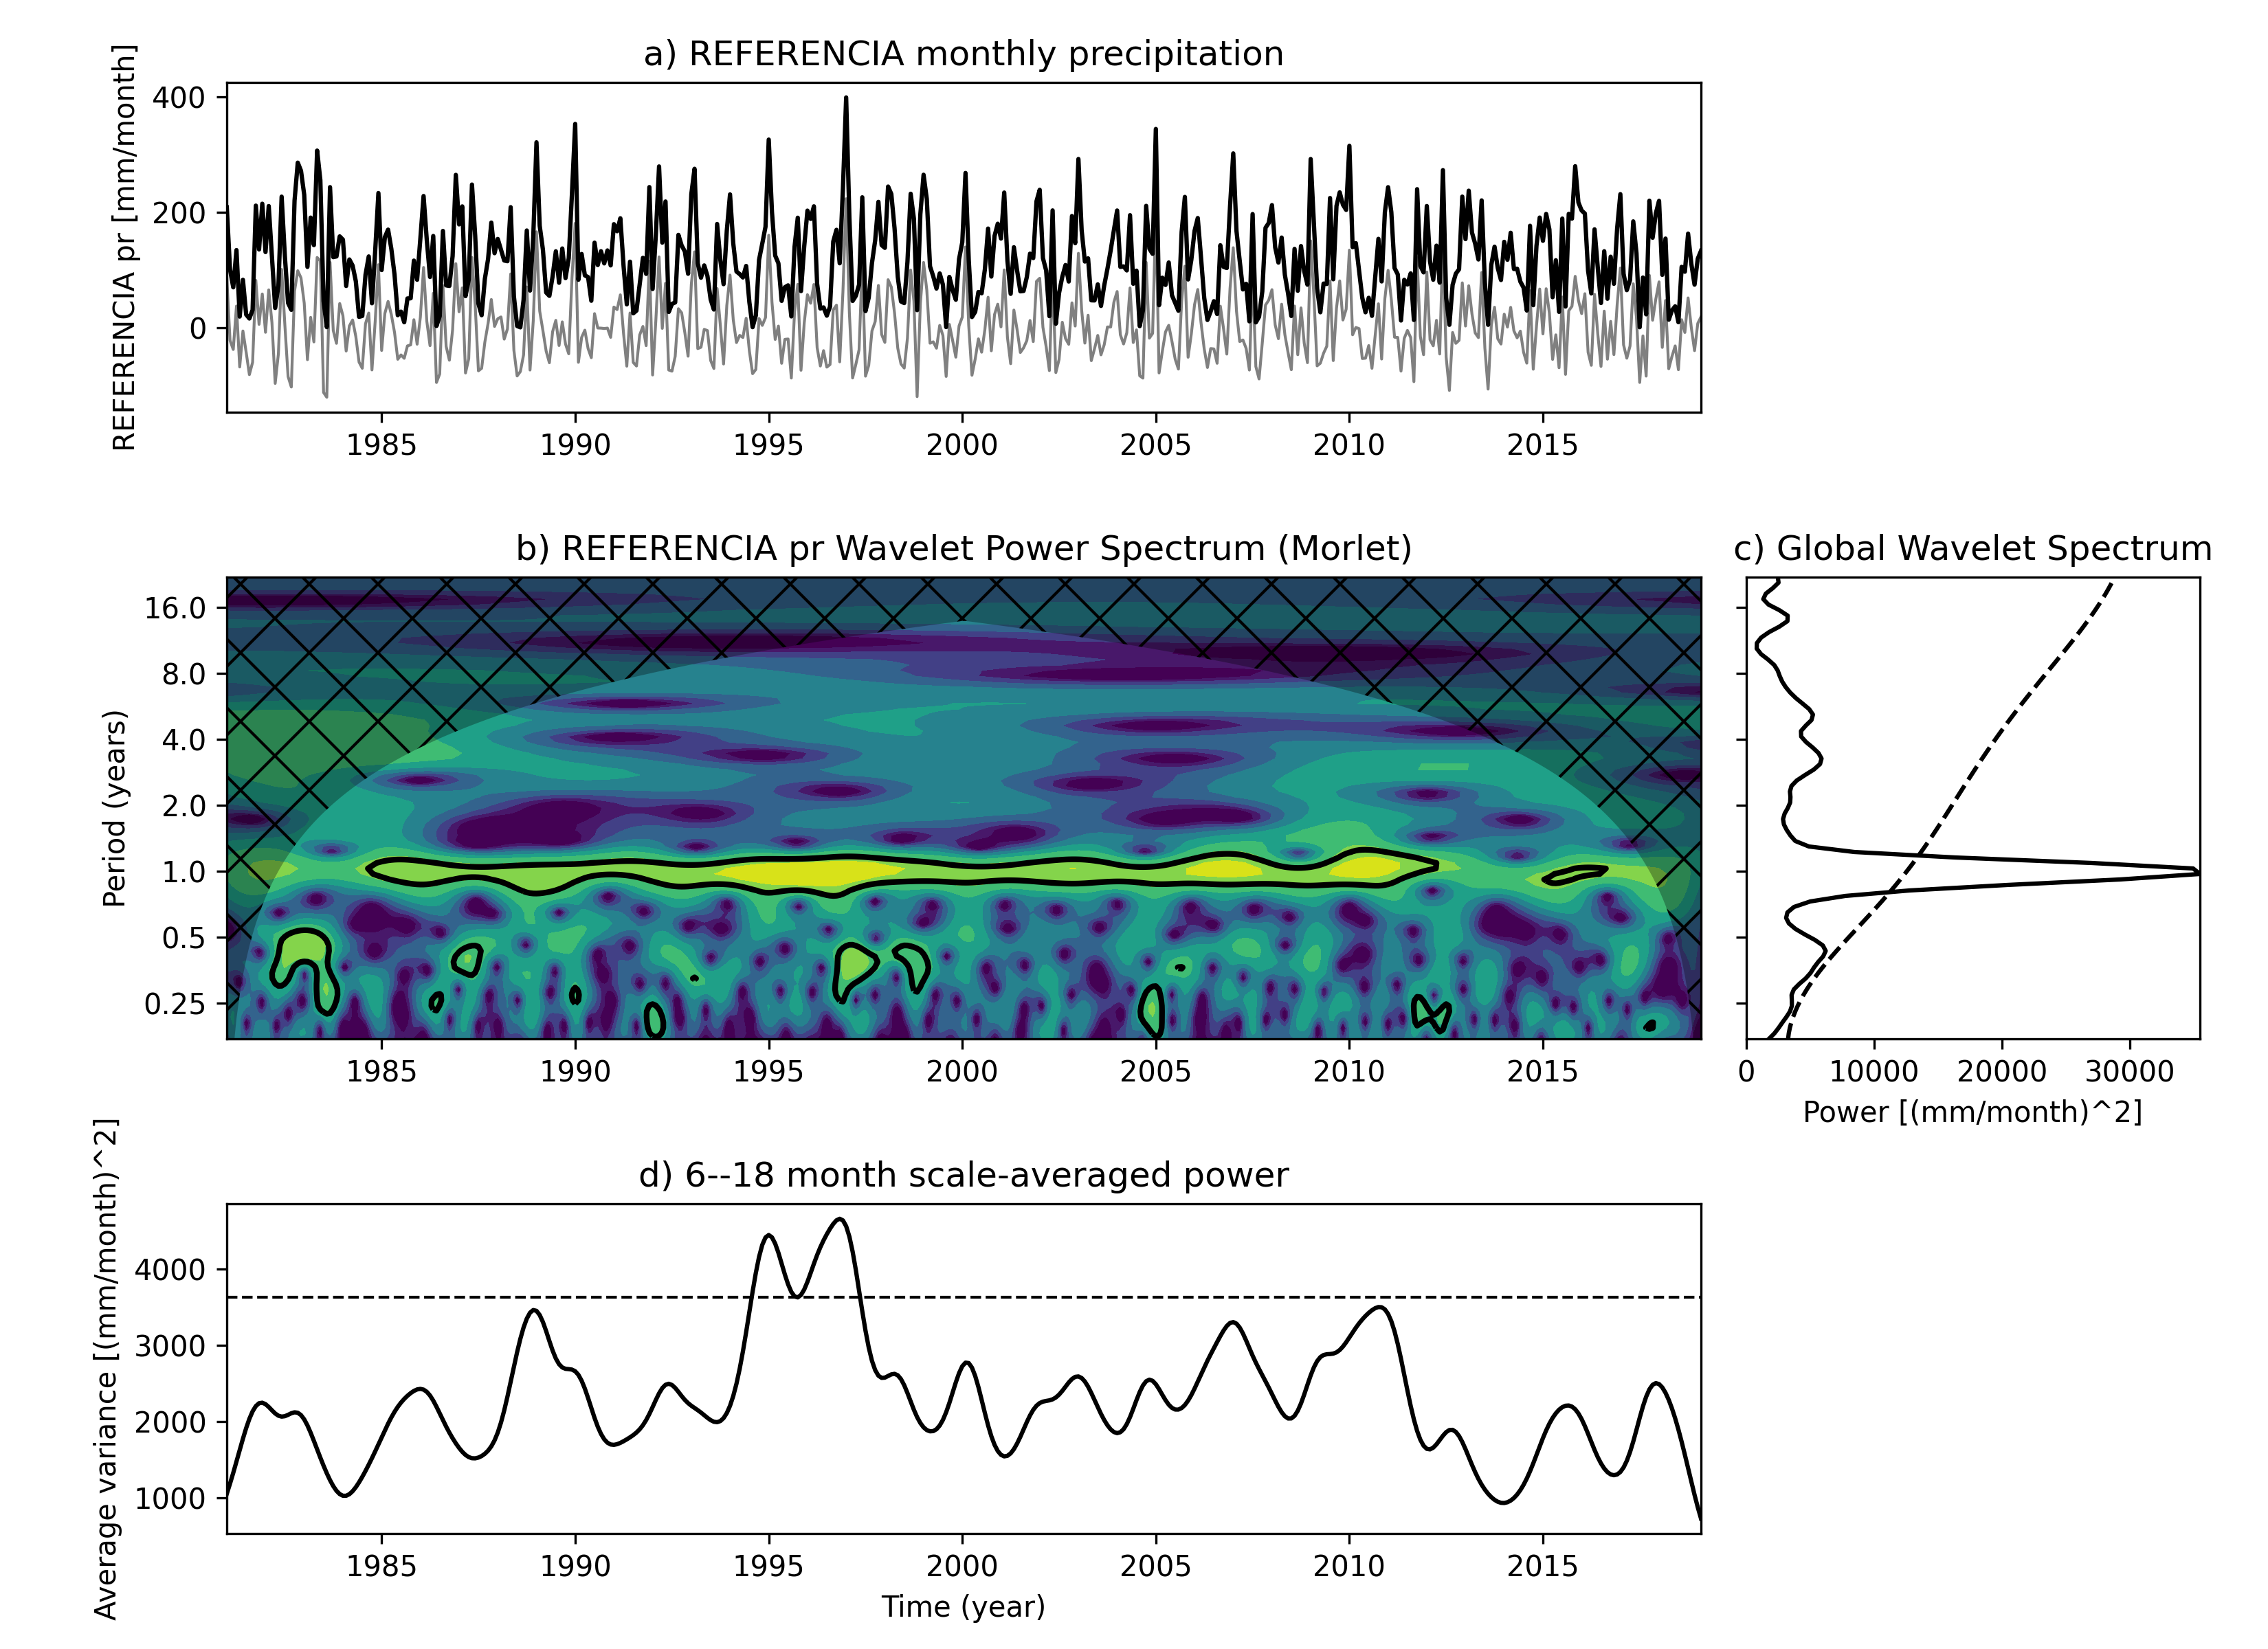 a) REFERENCIA monthly precipitation
REFERENCIA pr [mm/month]
400
200
0
1985 1990 1995 2000 2005 2010 2015
b) REFERENCIA pr Wavelet Power Spectrum (Morlet)
Period (years)
16.0
8.0
4.0
2.0
1.0
0.5
0.25
1985 1990 1995 2000 2005 2010 2015
c) Global Wavelet Spectrum
0 10000 20000 30000
Power [(mm/month)^2]
d) 6--18 month scale-averaged power
Average variance [(mm/month)^2]
4000
3000
2000
1000
1985 1990 1995 2000 2005 2010 2015
Time (year)